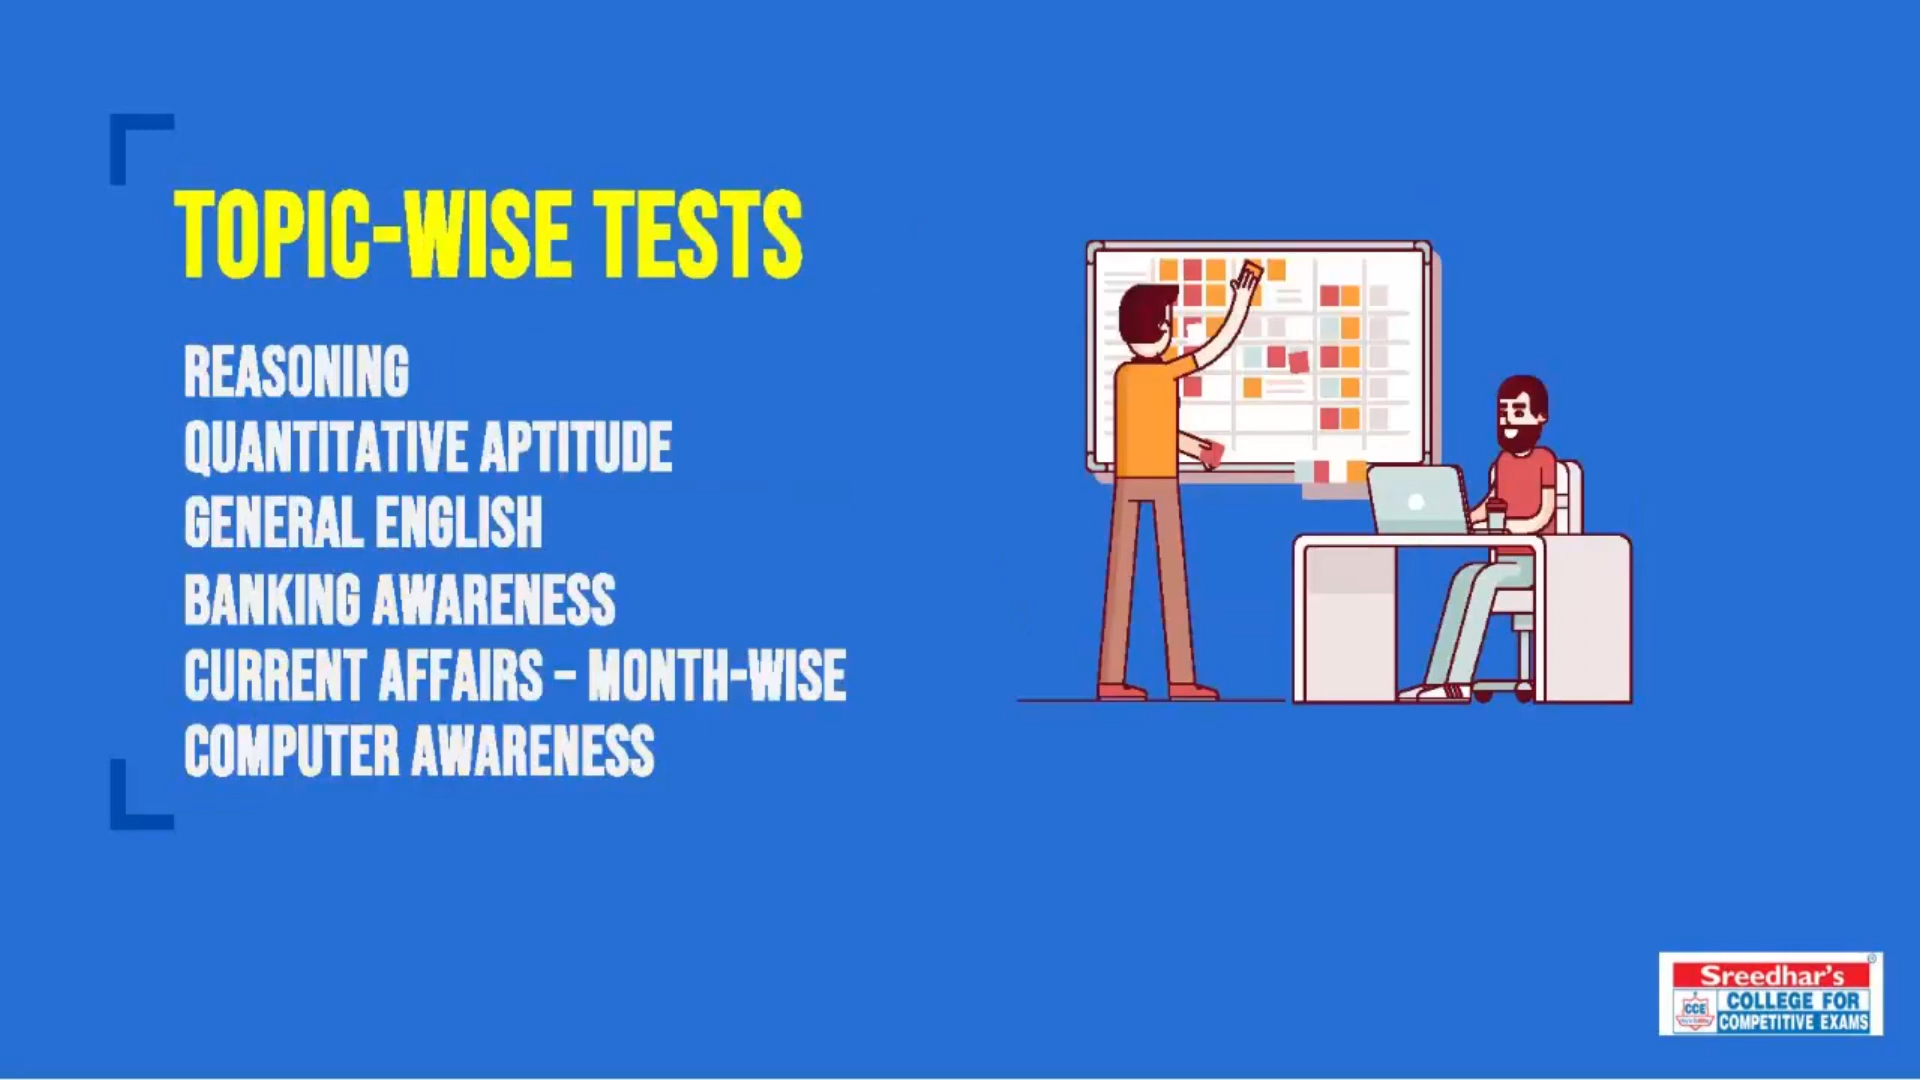 TOPIC-WISE TESTS
REASONING
QUANTITATIVE APTITUDE
GENERAL ENGLISH
BANKING AWARENESS
CURRENT AFFAIRS – MONTH-WISE
COMPUTER AWARENESS
Sreedhar's
CCE
COLLEGE FOR
COMPETITIVE EXAMS